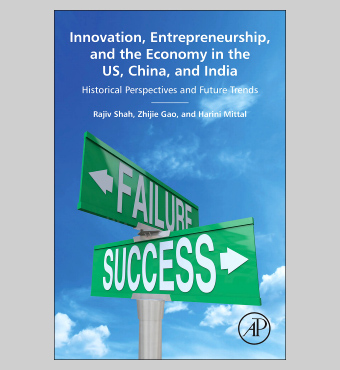 Innovation, Entrepreneurship,
and the Economy in the
US, China, and India
Historical Perspectives and Future Trends
Rajiv Shah, Zhijie Gao, and Harini Mittal
FAILURE
SUCCESS
AP